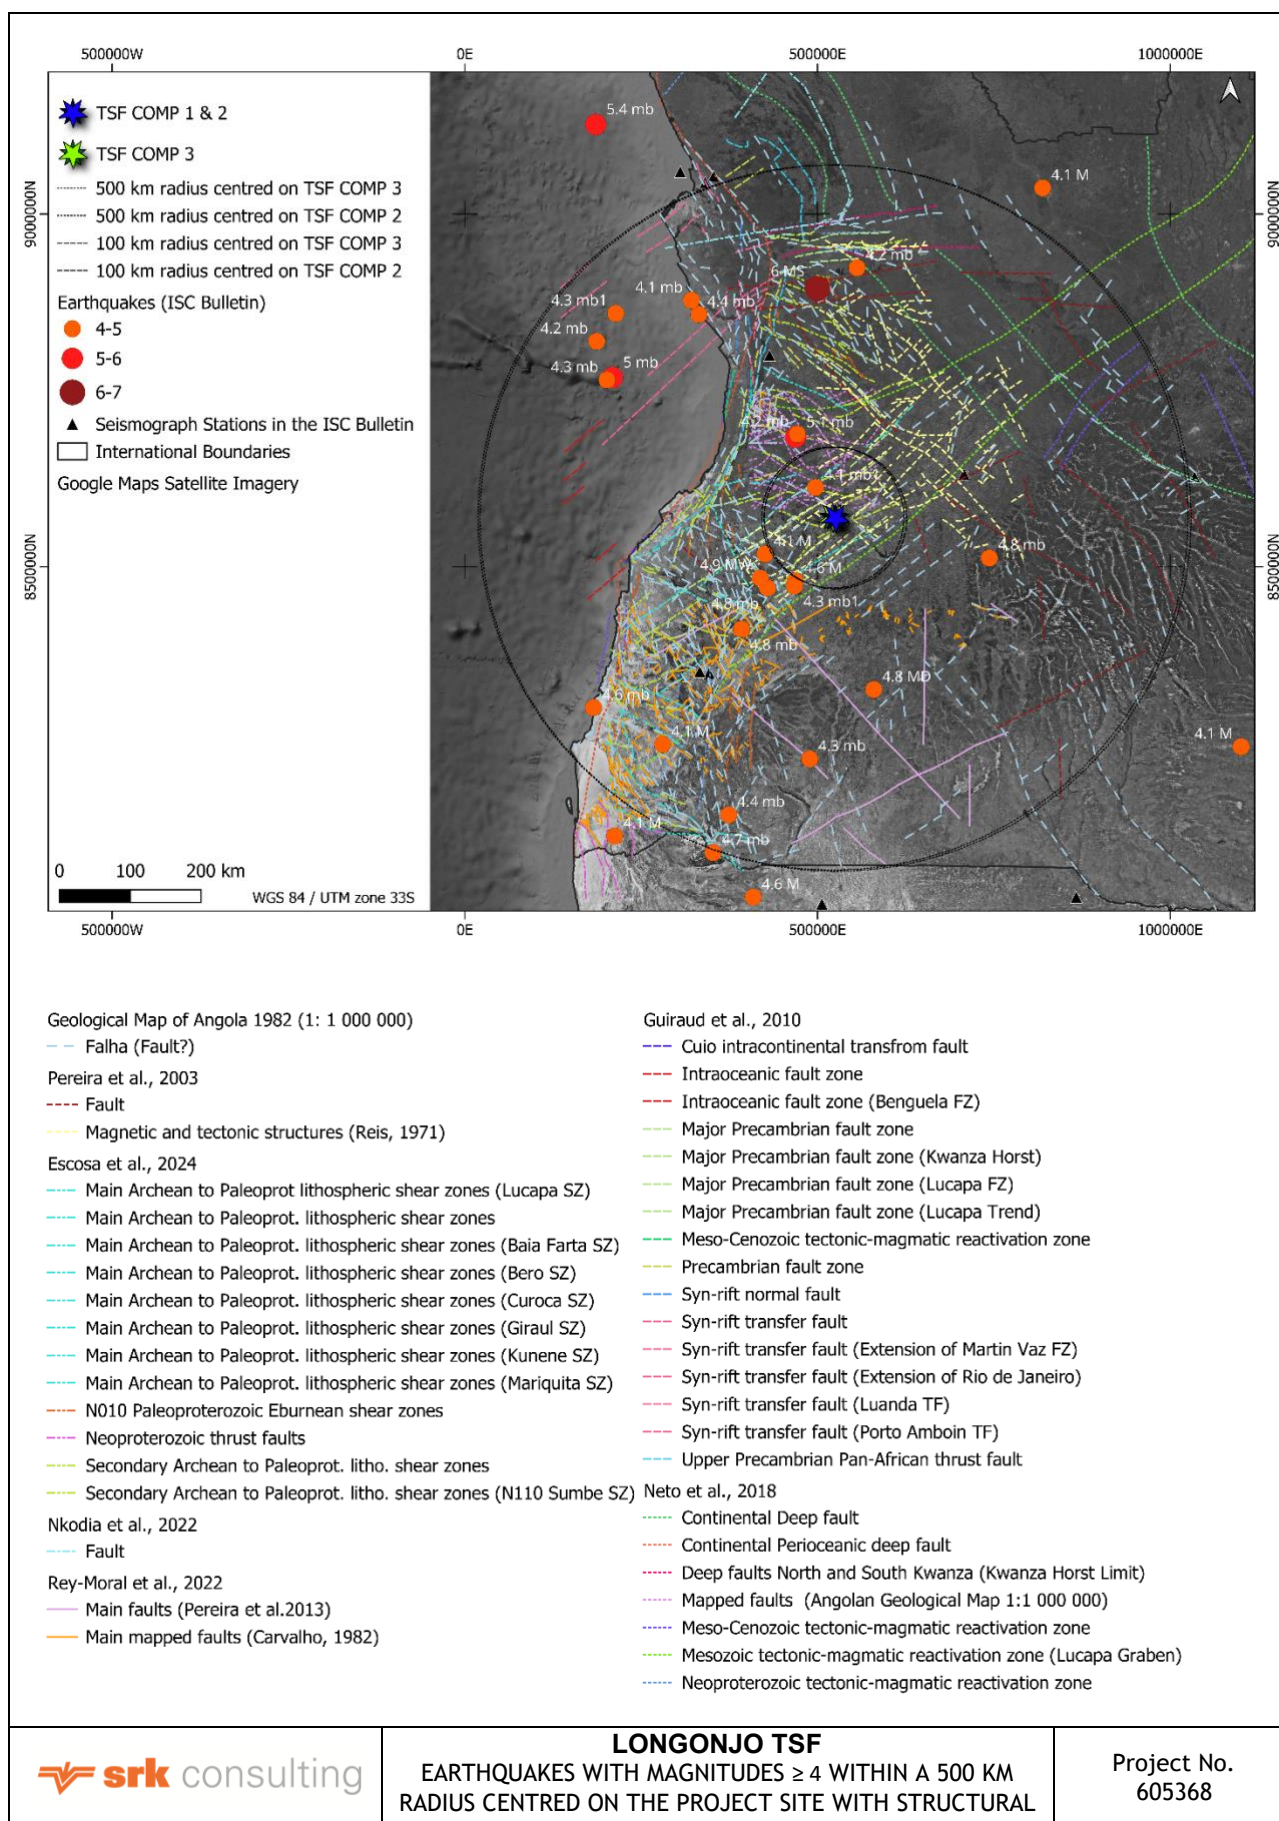 500000W
0E
500000E
1000000E
TSF COMP 1 & 2
TSF COMP 3
500 km radius centred on TSF COMP 3
500 km radius centred on TSF COMP 2
100 km radius centred on TSF COMP 3
100 km radius centred on TSF COMP 2
Earthquakes (ISC Bulletin)
4-5
5-6
6-7
Seismograph Stations in the ISC Bulletin
International Boundaries
Google Maps Satellite Imagery
0 100 200 km
WGS 84 / UTM zone 33S
9000000N
9000000N
8500000N
8500000N
5.4 mb
4.1 M
4.2 mb
6 MS
4.1 mb
4.4 mb
4.3 mb1
4.2 mb
5 mb
4.3 mb
4.2 mb
5.1 mb
4.1 mb1
4.1 M
4.8 mb
4.9 MW
4.6 M
4.3 mb1
4.8 mb
4.8 mb
4.8 MD
4.6 mb
4.1 M
4.3 mb
4.1 M
4.4 mb
4.1 M
4.7 mb
4.6 M
500000W
0E
500000E
1000000E
Geological Map of Angola 1982 (1: 1 000 000)
Falha (Fault?)
Pereira et al., 2003
Fault
Magnetic and tectonic structures (Reis, 1971)
Escosa et al., 2024
Main Archean to Paleoprot lithospheric shear zones (Lucapa SZ)
Main Archean to Paleoprot. lithospheric shear zones
Main Archean to Paleoprot. lithospheric shear zones (Baia Farta SZ)
Main Archean to Paleoprot. lithospheric shear zones (Bero SZ)
Main Archean to Paleoprot. lithospheric shear zones (Curoca SZ)
Main Archean to Paleoprot. lithospheric shear zones (Giraul SZ)
Main Archean to Paleoprot. lithospheric shear zones (Kunene SZ)
Main Archean to Paleoprot. lithospheric shear zones (Mariquita SZ)
N010 Paleoproterozoic Eburnean shear zones
Neoproterozoic thrust faults
Secondary Archean to Paleoprot. litho. shear zones
Secondary Archean to Paleoprot. litho. shear zones (N110 Sumbe SZ)
Nkodia et al., 2022
Fault
Rey-Moral et al., 2022
Main faults (Pereira et al.2013)
Main mapped faults (Carvalho, 1982)
Guiraud et al., 2010
Cuio intracontinental transfrom fault
Intraoceanic fault zone
Intraoceanic fault zone (Benguela FZ)
Major Precambrian fault zone
Major Precambrian fault zone (Kwanza Horst)
Major Precambrian fault zone (Lucapa FZ)
Major Precambrian fault zone (Lucapa Trend)
Meso-Cenozoic tectonic-magmatic reactivation zone
Precambrian fault zone
Syn-rift normal fault
Syn-rift transfer fault
Syn-rift transfer fault (Extension of Martin Vaz FZ)
Syn-rift transfer fault (Extension of Rio de Janeiro)
Syn-rift transfer fault (Luanda TF)
Syn-rift transfer fault (Porto Amboin TF)
Upper Precambrian Pan-African thrust fault
Neto et al., 2018
Continental Deep fault
Continental Perioceanic deep fault
Deep faults North and South Kwanza (Kwanza Horst Limit)
Mapped faults (Angolan Geological Map 1:1 000 000)
Meso-Cenozoic tectonic-magmatic reactivation zone
Mesozoic tectonic-magmatic reactivation zone (Lucapa Graben)
Neoproterozoic tectonic-magmatic reactivation zone
srk consulting
LONGONJO TSF
EARTHQUAKES WITH MAGNITUDES ≥ 4 WITHIN A 500 KM
RADIUS CENTRED ON THE PROJECT SITE WITH STRUCTURAL
Project No.
605368